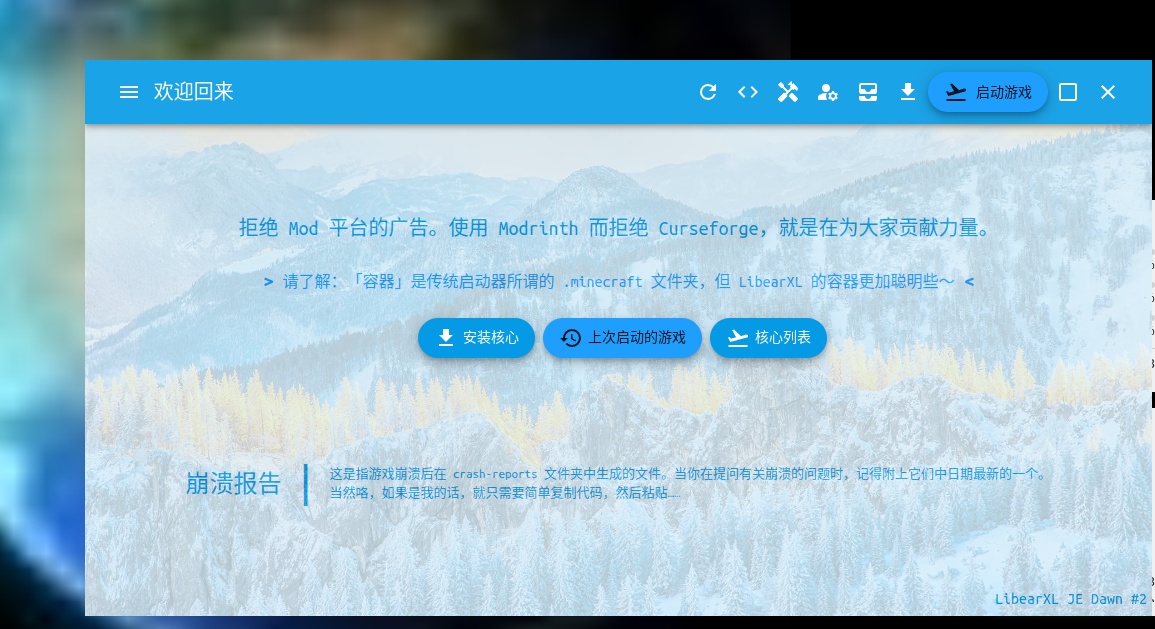 欢迎回来
启动游戏
拒绝 Mod 平台的广告。使用 Modrinth 而拒绝 Curseforge，就是在为大家贡献力量。
> 请了解：「容器」是传统启动器所谓的 .minecraft 文件夹，但 LibearXL 的容器更加聪明些～ <
安装核心
上次启动的游戏
核心列表
崩溃报告
这是指游戏崩溃后在 crash-reports 文件夹中生成的文件。当你在提问有关崩溃的问题时，记得附上它们中日期最新的一个。
当然咯，如果是我的话，就只需要简单复制代码，然后粘贴……
LibearXL JE Dawn #2